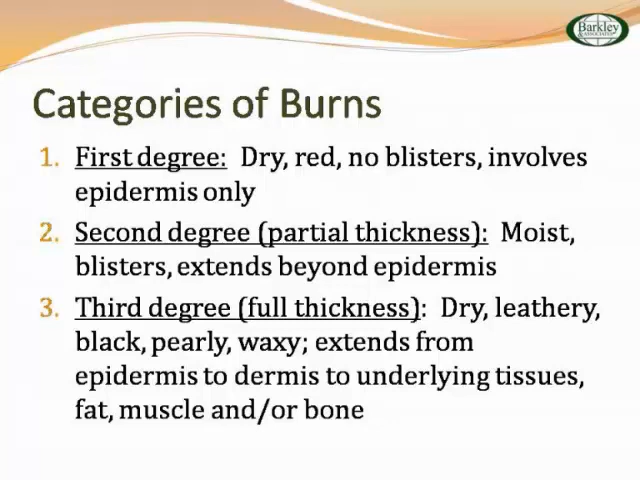 Barkley
& ASSOCIATES
Categories of Burns
1. First degree: Dry, red, no blisters, involves
epidermis only
2. Second degree (partial thickness): Moist,
blisters, extends beyond epidermis
3. Third degree (full thickness): Dry, leathery,
black, pearly, waxy; extends from
epidermis to dermis to underlying tissues,
fat, muscle and/or bone